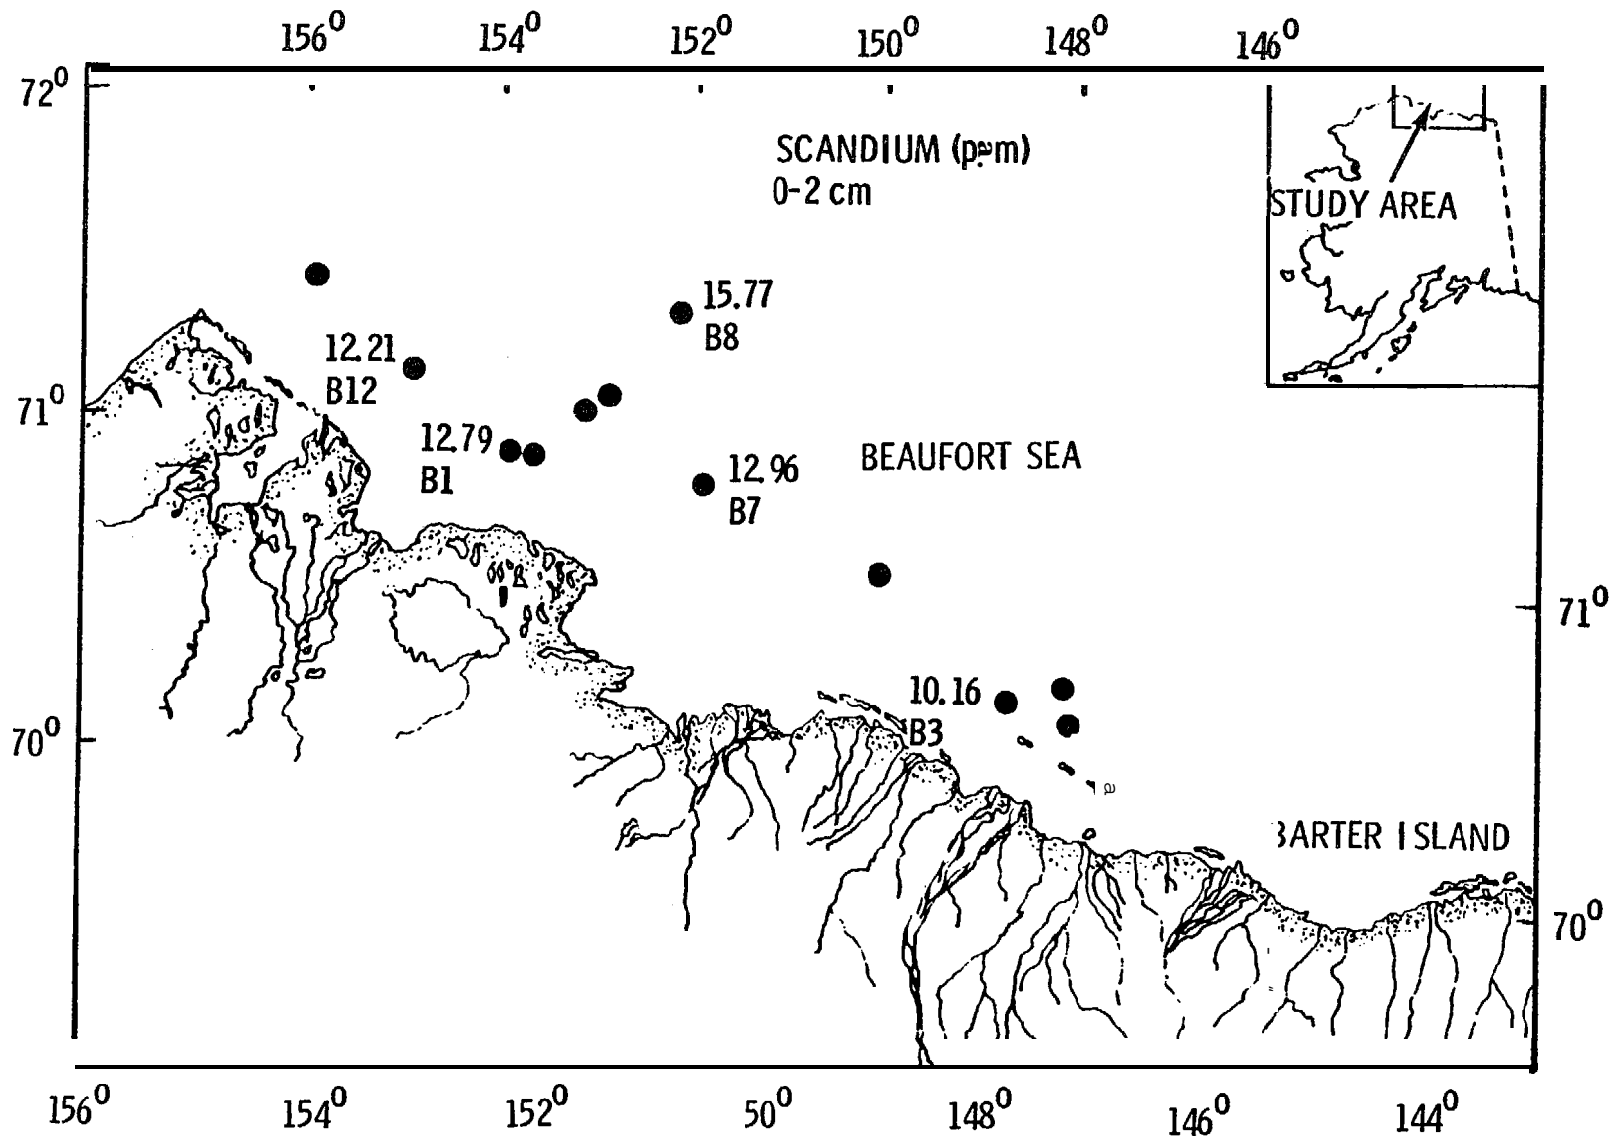 156⁰ 154⁰ 152⁰ 150⁰ 148⁰ 146⁰
72⁰
SCANDIUM
0-2 cm
STUDY AREA
15.77
B8
12.21
B12
71⁰
12.79
B1
BEAUFORT SEA
12.96
B7
71⁰
10.16
B3
70⁰
a
ARTER ISLAND
70⁰
156⁰ 154⁰ 152⁰ 50⁰ 148⁰ 146⁰ 144⁰